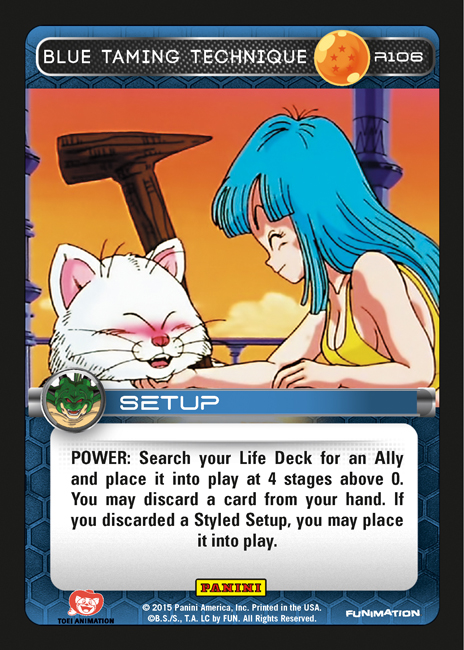 BLUE TAMING TECHNIQUE R106
SETUP
POWER: Search your Life Deck for an Ally
and place it into play at 4 stages above 0.
You may discard a card from your hand. If
you discarded a Styled Setup, you may place
it into play.
PANINI
© 2015 Panini America, Inc. Printed in the USA.
©B.S./S., T.A. LC by FUN. All Rights Reserved.
TOEI ANIMATION
FUNIMATION